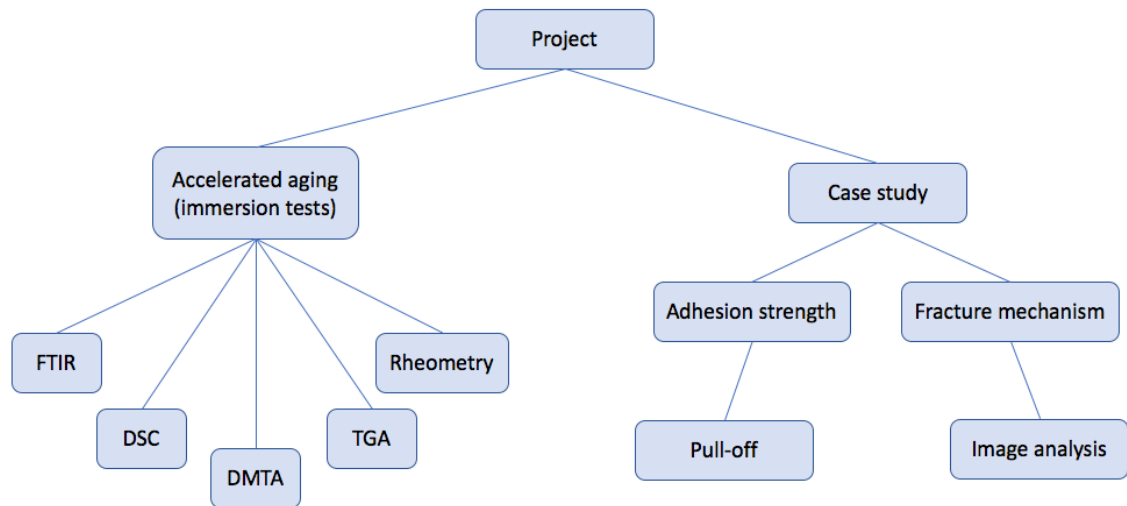 Project
Accelerated aging
(immersion tests)
Case study
Adhesion strength
Fracture mechanism
FTIR
Rheometry
DSC
TGA
DMTA
Pull-off
Image analysis